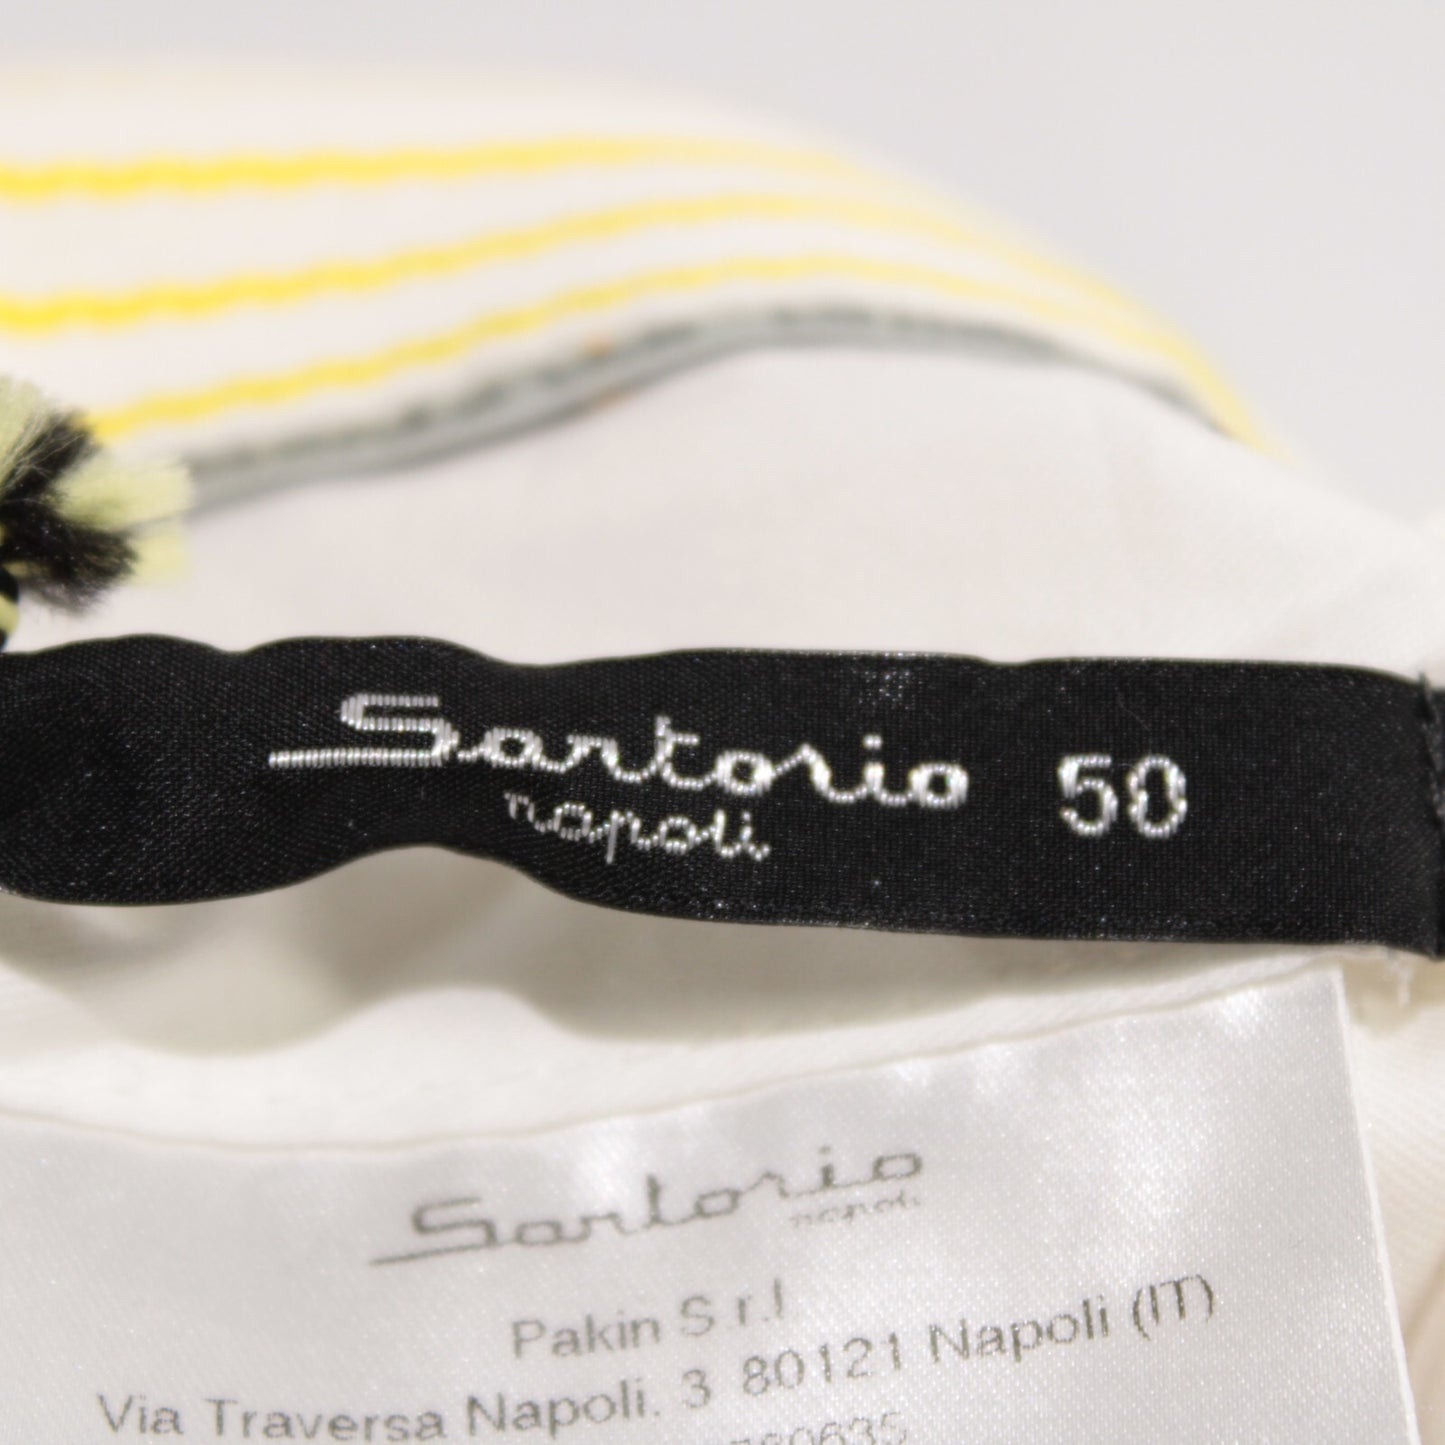 Sartorio 50
napoli
Sartorio
napoli
Pakin S r.l
Via Traversa Napoli. 3 80121 Napoli (IT)